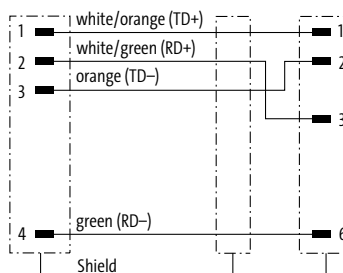 1 white/orange (TD+) 1
2 white/green (RD+) 2
3 orange (TD–)
3
4 green (RD–) 6
Shield